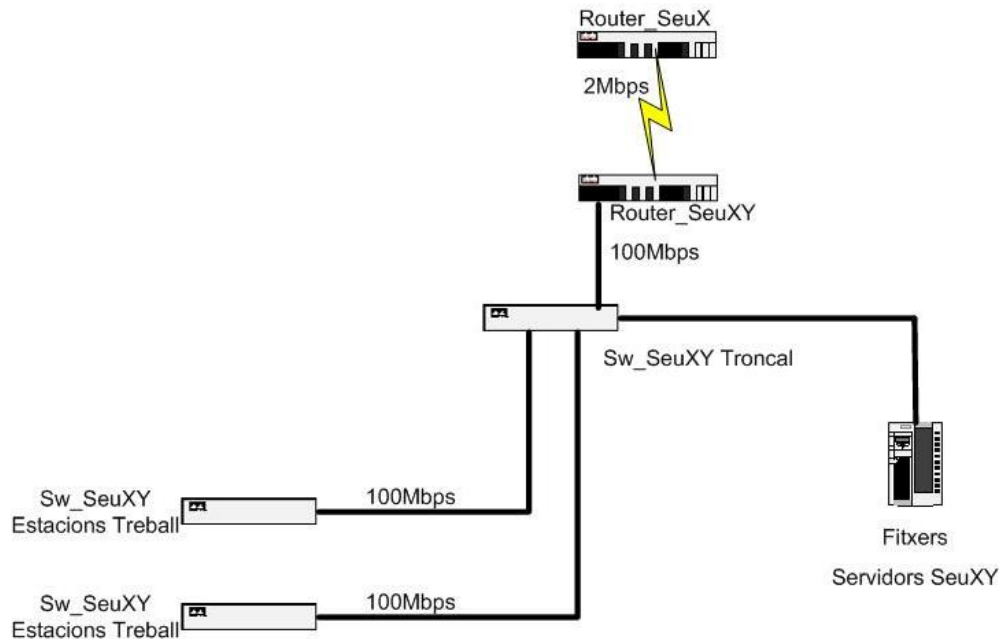 Router_SeuX
2Mbps
Router_SeuXY
100Mbps
Sw_SeuXY Troncal
Sw_SeuXY
Estacions Treball
100Mbps
Fitxers
Servidors SeuXY
Sw_SeuXY
Estacions Treball
100Mbps